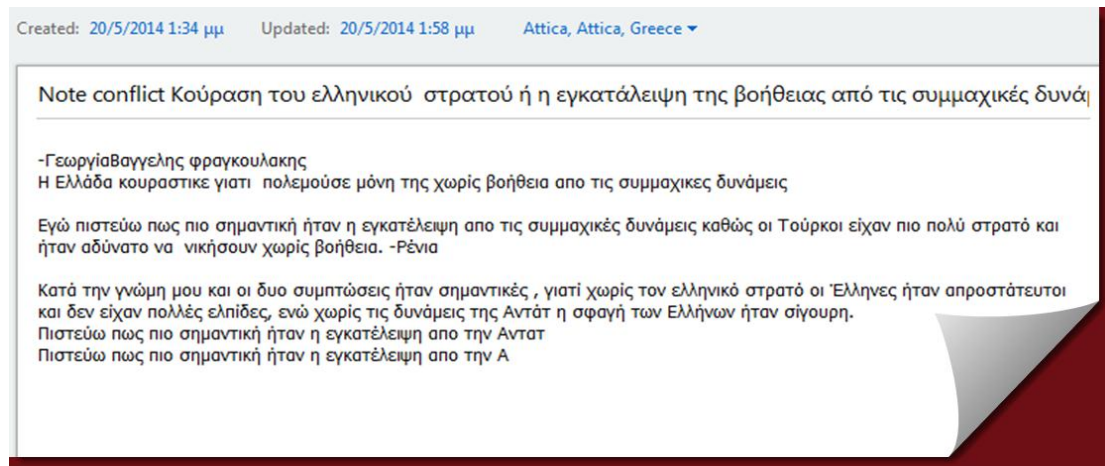 Created: 20/5/2014 1:34 μμ Updated: 20/5/2014 1:58 μμ Attica, Attica, Greece
Note conflict Κούραση του ελληνικού στρατού ή η εγκατάλειψη της βοήθειας από τις συμμαχικές
-ΓεωργίαΒαγγελης φραγκουλακης
Η Ελλάδα κουραστικε γιατι πολεμούσε μόνη της χωρίς βοήθεια απο τις συμμαχικες δυνάμεις
Εγώ πιστεύω πως πιο σημαντική ήταν η εγκατέλειψη απο τις συμμαχικές δυνάμεις καθώς οι Τούρκοι είχαν πιο πολύ στρατό και
ήταν αδύνατο να νικήσουν χωρίς βοήθεια. -Ρένια
Κατά την γνώμη μου και οι δυο συμπτώσεις ήταν σημαντικές , γιατί χωρίς τον ελληνικό στρατό οι Έλληνες ήταν απροστάτευτοι
και δεν είχαν πολλές ελπίδες, ενώ χωρίς τις δυνάμεις της Αντάτ η σφαγή των Ελλήνων ήταν σίγουρη.
Πιστεύω πως πιο σημαντική ήταν η εγκατέλειψη απο την Αντατ
Πιστεύω πως πιο σημαντική ήταν η εγκατέλειψη απο την Α